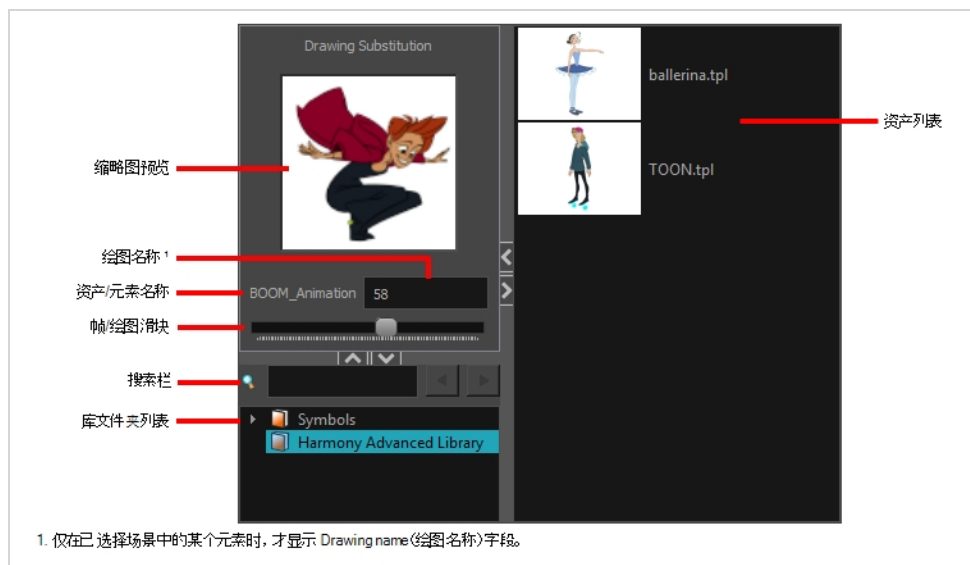 Drawing Substitution
ballerina.tpl
资产列表
缩略图预览
TOON.tpl
绘图名称 1
资产/元素名称
BOOM_Animation 58
帧/绘图滑块
搜索栏
库文件夹列表
Symbols
Harmony Advanced Library
1. 仅在已选择场景中的某个元素时，才显示 Drawing name(绘图名称)字段。